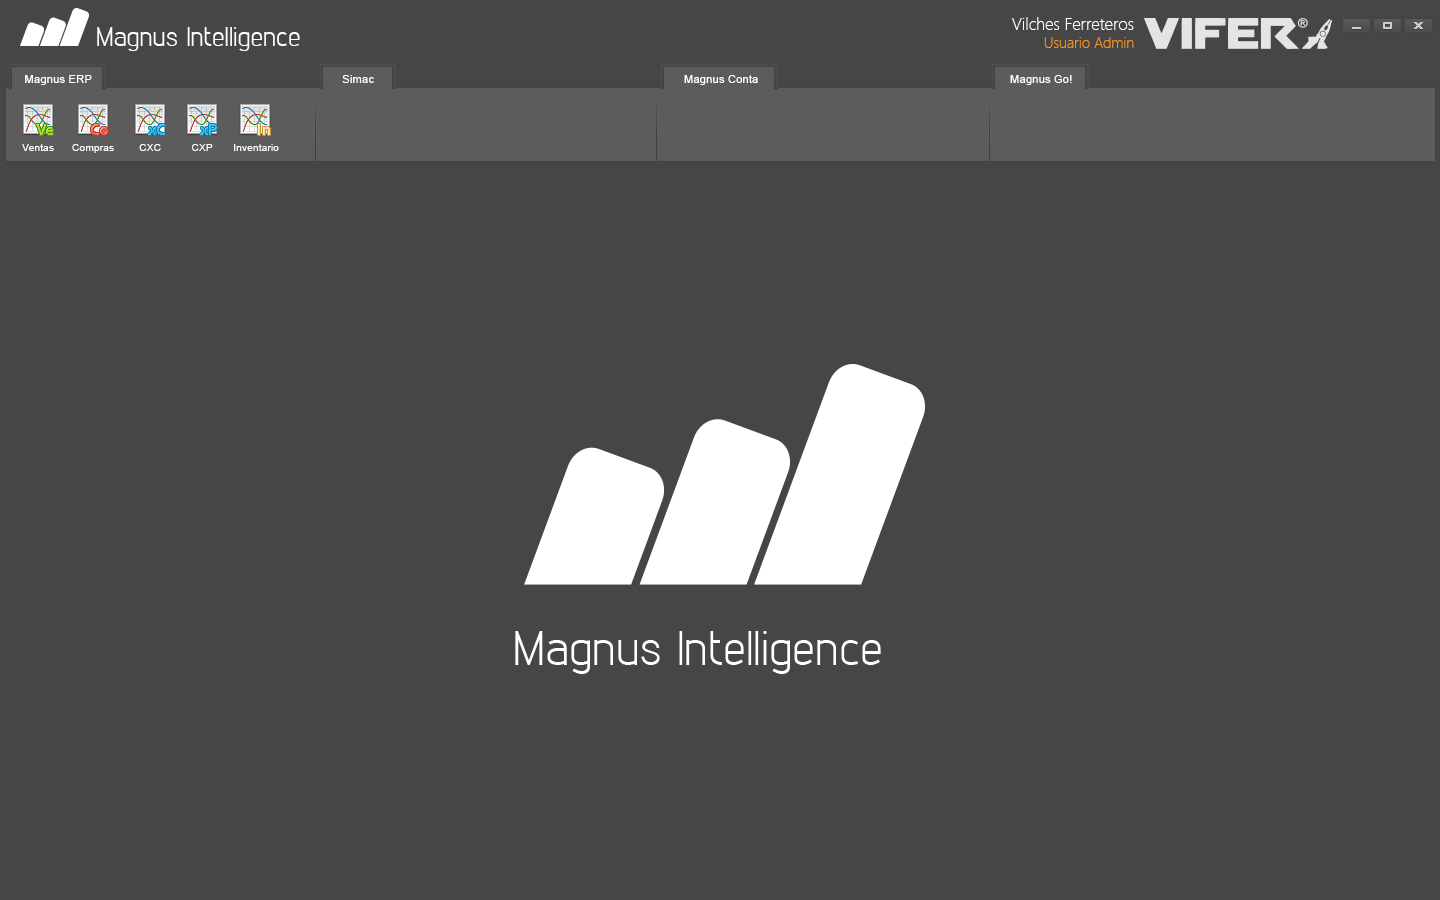 Magnus Intelligence
Vilches Ferreteros
Usuario Admin
VIFER®
Magnus ERP
Simac
Magnus Conta
Magnus Go!
Ve
Co
xC
xP
In
Ventas
Compras
CXC
CXP
Inventario
Magnus Intelligence